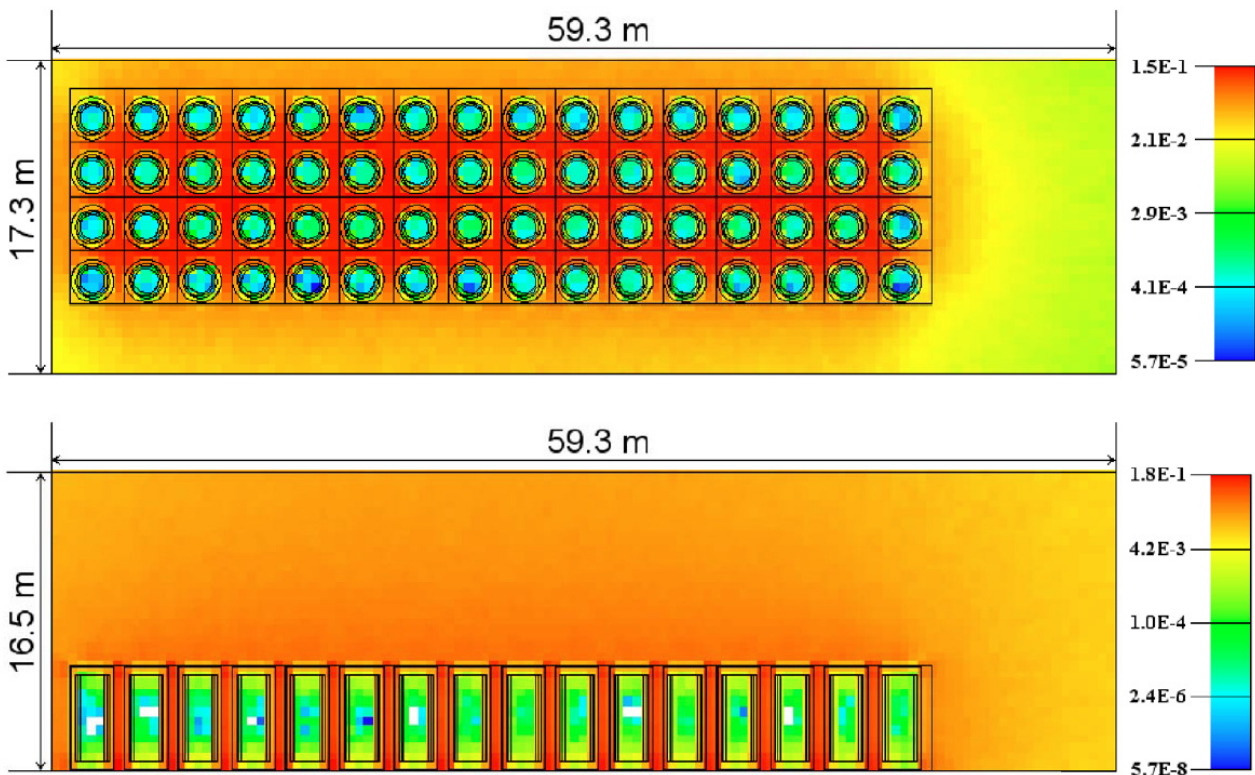 59.3 m
17.3 m
1.5E-1
2.1E-2
2.9E-3
4.1E-4
5.7E-5
59.3 m
16.5 m
1.8E-1
4.2E-3
1.0E-4
2.4E-6
5.7E-8